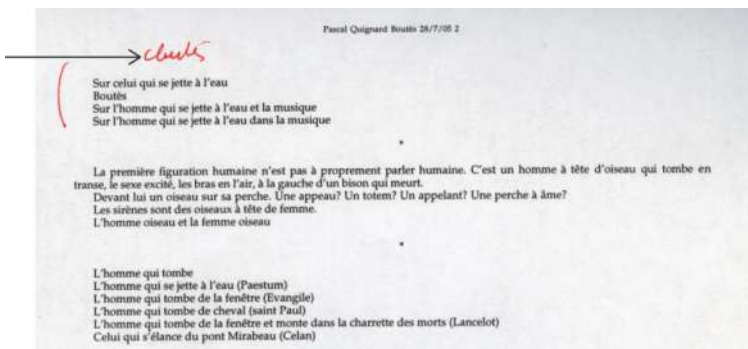 Pascal Quignard Boutès 28/7/05 2
chutes
Sur celui qui se jette à l'eau
Boutès
Sur l'homme qui se jette à l'eau et la musique
Sur l'homme qui se jette à l'eau dans la musique
*
La première figuration humaine n'est pas à proprement parler humaine. C'est un homme à tête d'oiseau qui tombe en
transe, le sexe excité, les bras en l'air, à la gauche d'un bison qui meurt.
Devant lui un oiseau sur sa perche. Une appeau? Un totem? Un appelant? Une perche à âme?
Les sirènes sont des oiseaux à tête de femme.
L'homme oiseau et la femme oiseau
*
L'homme qui tombe
L'homme qui se jette à l'eau (Paestum)
L'homme qui tombe de la fenêtre (Evangile)
L'homme qui tombe de cheval (saint Paul)
L'homme qui tombe de la fenêtre et monte dans la charrette des morts (Lancelot)
Celui qui s'élance du pont Mirabeau (Celan)